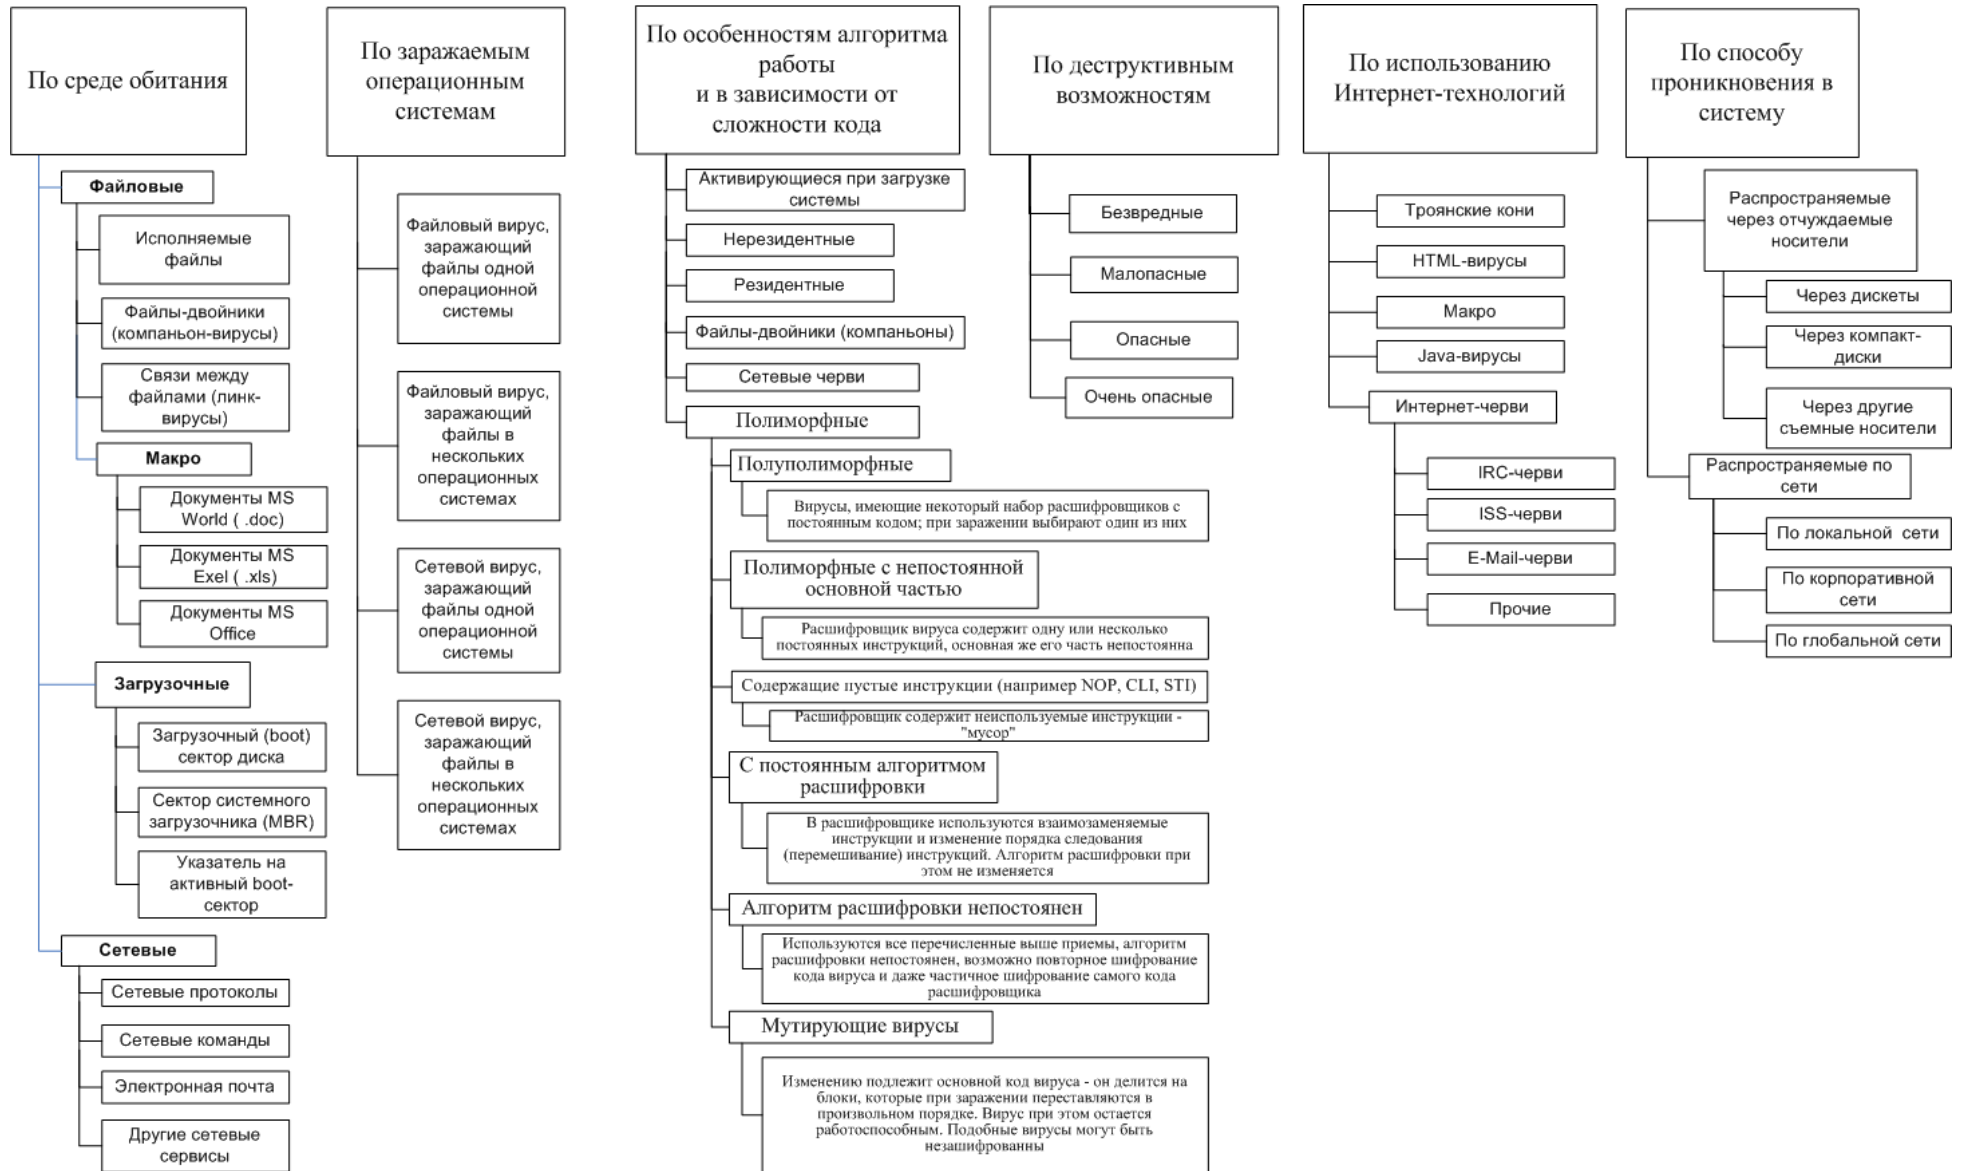 По среде обитания
Файловые
Исполняемые
файлы
Файлы-двойники
(компаньон-вирусы)
Связи между
файлами (линк-
вирусы)
Макро
Документы MS
World ( .doc)
Документы MS
Exel ( .xls)
Документы MS
Office
Загрузочные
Загрузочный (boot)
сектор диска
Сектор системного
загрузочника (MBR)
Указатель на
активный boot-
сектор
Сетевые
Сетевые протоколы
Сетевые команды
Электронная почта
Другие сетевые
сервисы
По заражаемым
операционным
системам
Файловый вирус,
заражающий
файлы одной
операционной
системы
Файловый вирус,
заражающий
файлы в
нескольких
операционных
системах
Сетевой вирус,
заражающий
файлы одной
операционной
системы
Сетевой вирус,
заражающий
файлы в
нескольких
операционных
системах
По особенностям алгоритма
работы
и в зависимости от
сложности кода
Активирующиеся при загрузке
системы
Нерезидентные
Резидентные
Файлы-двойники (компаньоны)
Сетевые черви
Полиморфные
Полуполиморфные
Вирусы, имеющие некоторый набор расшифровщиков с
постоянным кодом; при заражении выбирают один из них
Полиморфные с непостоянной
основной частью
Расшифровщик вируса содержит одну или несколько
постоянных инструкций, основная же его часть непостоянна
Содержащие пустые инструкции (например NOP, CLI, STI)
Расшифровщик содержит неиспользуемые инструкции -
"мусор"
С постоянным алгоритмом
расшифровки
В расшифровщике используются взаимозаменяемые
инструкции и изменение порядка следования
(перемешивание) инструкций. Алгоритм расшифровки при
этом не изменяется
Алгоритм расшифровки непостоянен
Используются все перечисленные выше приемы, алгоритм
расшифровки непостоянен, возможно повторное шифрование
кода вируса и даже частичное шифрование самого кода
расшифровщика
Мутирующие вирусы
Изменению подлежит основной код вируса - он делится на
блоки, которые при заражении переставляются в
произвольном порядке. Вирус при этом остается
работоспособным. Подобные вирусы могут быть
незашифрованны
По деструктивным
возможностям
Безвредные
Малопасные
Опасные
Очень опасные
По использованию
Интернет-технологий
Троянские кони
HTML-вирусы
Макро
Java-вирусы
Интернет-черви
IRC-черви
ISS-черви
E-Mail-черви
Прочие
По способу
проникновения в
систему
Распространяемые
через отчуждаемые
носители
Через дискеты
Через компакт-
диски
Через другие
съемные носители
Распространяемые по
сети
По локальной сети
По корпоративной
сети
По глобальной сети